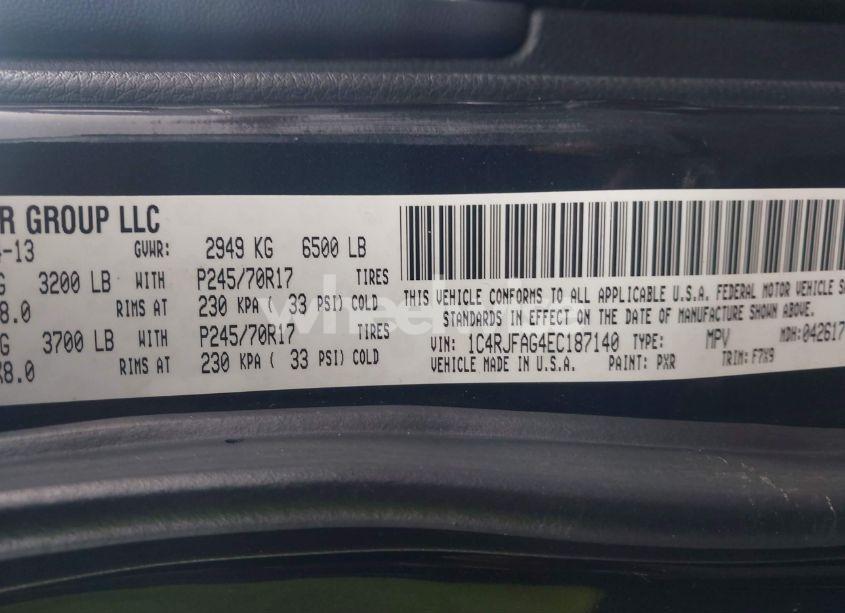 R GROUP LLC
-13 GVWR: 2949 KG 6500 LB
G 3200 LB WITH P245/70R17 TIRES
8.0 RIMS AT 230 KPA ( 33 PSI) COLD
G 3700 LB WITH P245/70R17 TIRES
X8.0 RIMS AT 230 KPA ( 33 PSI) COLD
THIS VEHICLE CONFORMS TO ALL APPLICABLE U.S.A. FEDERAL MOTOR VEHICLE S
STANDARDS IN EFFECT ON THE DATE OF MANUFACTURE SHOWN ABOVE.
VIN: 1C4RJFAG4EC187140 TYPE: MPV MDH: 042617
VEHICLE MADE IN U.S.A. PAINT: PXR TRIM: F7X9